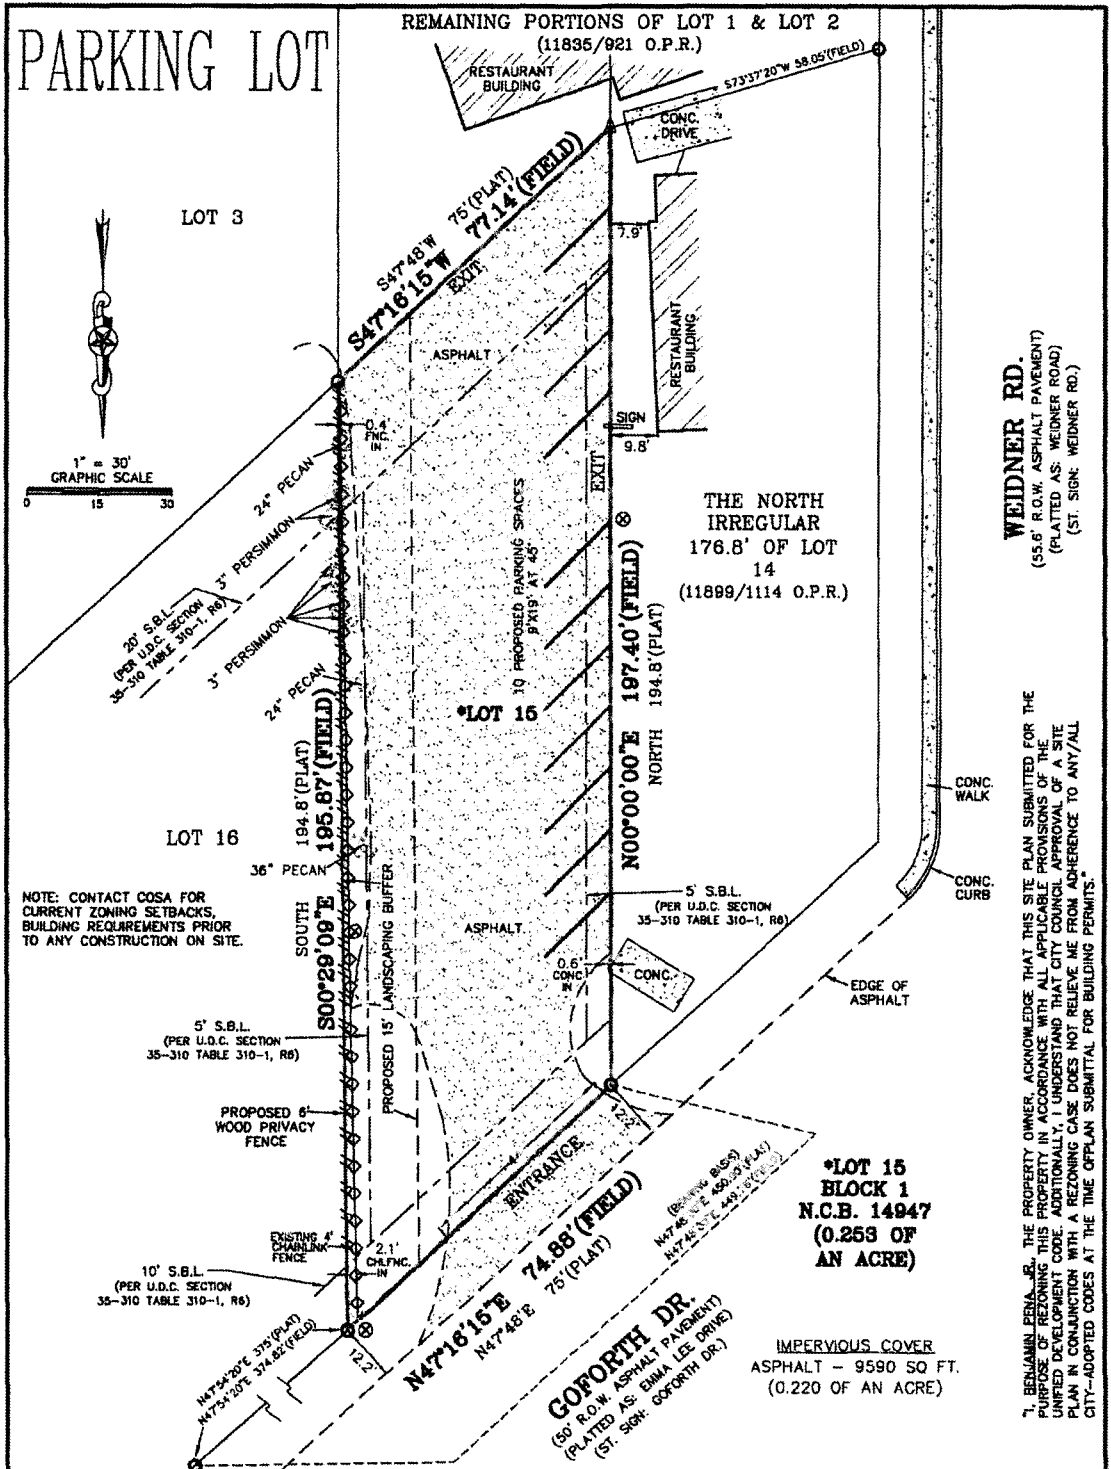 PARKING LOT
REMAINING PORTIONS OF LOT 1 & LOT 2
(11835/921 O.P.R.)
RESTAURANT
BUILDING
S73°37'20"W 58.05'(FIELD)
CONC.
DRIVE
LOT 3
S47°48'W 75'(PLAT)
S47°16'15"W 77.14'(FIELD)
EXIT
7.9'
ASPHALT
RESTAURANT
BUILDING
SIGN
9.8'
0.4'
FNC.
IN
1" = 30'
GRAPHIC SCALE
0 15 30
24" PECAN
3" PERSIMMON
20' S.B.L.
(PER U.D.C. SECTION
35-310 TABLE 310-1, R6)
3" PERSIMMON
24" PECAN
10 PROPOSED PARKING SPACES
9'X19' AT 45°
EXIT
THE NORTH
IRREGULAR
176.8' OF LOT
14
(11899/1114 O.P.R.)
WEIDNER RD.
(55.6' R.O.W. ASPHALT PAVEMENT)
(PLATTED AS: WEIDNER ROAD)
(ST. SIGN: WEIDNER RD.)
*LOT 15
N00°00'00"E 197.40'(FIELD)
NORTH 194.8'(PLAT)
SOUTH 194.8'(PLAT)
S00°29'09"E 195.87'(FIELD)
LOT 16
36" PECAN
NOTE: CONTACT COSA FOR
CURRENT ZONING SETBACKS,
BUILDING REQUIREMENTS PRIOR
TO ANY CONSTRUCTION ON SITE.
PROPOSED 15' LANDSCAPING BUFFER
ASPHALT
5' S.B.L.
(PER U.D.C. SECTION
35-310 TABLE 310-1, R6)
0.6'
CONC.
IN
CONC.
CONC.
WALK
CONC.
CURB
EDGE OF
ASPHALT
5' S.B.L.
(PER U.D.C. SECTION
35-310 TABLE 310-1, R6)
PROPOSED 6'
WOOD PRIVACY
FENCE
12.2'
ENTRANCE
EXISTING 4'
CHAINLINK
FENCE
2.1'
CHLFNC.
IN
10' S.B.L.
(PER U.D.C. SECTION
35-310 TABLE 310-1, R6)
12.2'
N47°16'15"E 74.88'(FIELD)
N47°48'E 75'(PLAT)
(BEARING BASIS)
N47°54'20"E 375'(PLAT)
N47°54'20"E 374.82'(FIELD)
*LOT 15
BLOCK 1
N.C.B. 14947
(0.253 OF
AN ACRE)
GOFORTH DR.
(50' R.O.W. ASPHALT PAVEMENT)
(PLATTED AS: EMMA LEE DRIVE)
(ST. SIGN: GOFORTH DR.)
IMPERVIOUS COVER
ASPHALT - 9590 SQ FT.
(0.220 OF AN ACRE)
"I, BENJAMIN PENA, JR., THE PROPERTY OWNER, ACKNOWLEDGE THAT THIS SITE PLAN SUBMITTED FOR THE
PURPOSE OF REZONING THIS PROPERTY IN ACCORDANCE WITH ALL APPLICABLE PROVISIONS OF THE
UNIFIED DEVELOPMENT CODE. ADDITIONALLY, I UNDERSTAND THAT CITY COUNCIL APPROVAL OF A SITE
PLAN IN CONJUNCTION WITH A REZONING CASE DOES NOT RELIEVE ME FROM ADHERENCE TO ANY/ALL
CITY-ADOPTED CODES AT THE TIME OFPLAN SUBMITTAL FOR BUILDING PERMITS."